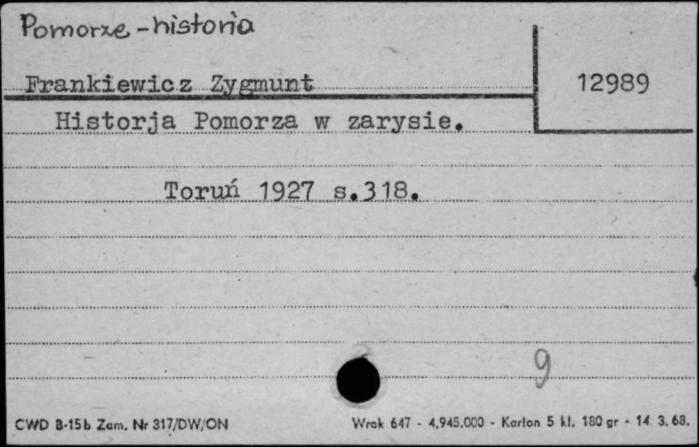 Pomorze - historia
Frankiewicz Zygmunt
12989
Historja Pomorza w zarysie.
Toruń 1927 s.318.
9
CWD B-15b Zam. Nr 317/DW/ON
Wrak 647 - 4.945.000 - Karton 5 kl. 180 gr - 14. 3. 68.